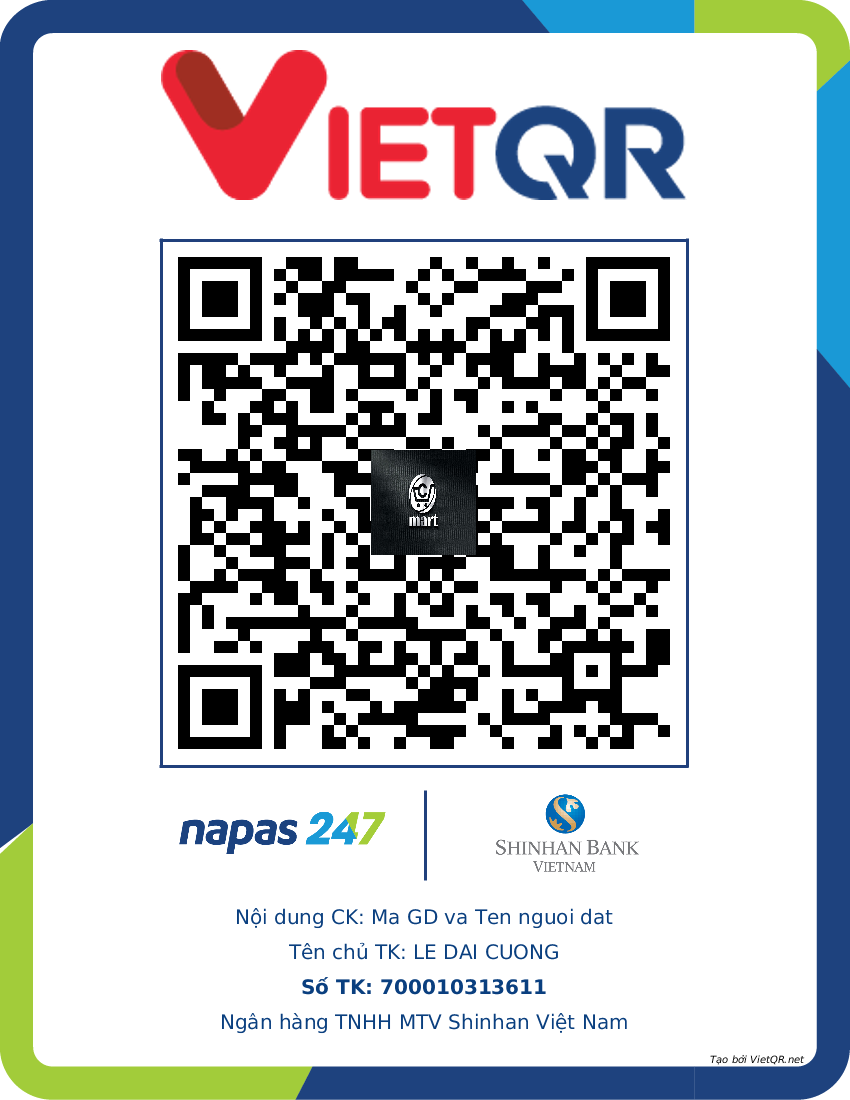 VIETQR
mart
napas 247
SHINHAN BANK
VIETNAM
Nội dung CK: Ma GD va Ten nguoi dat
Tên chủ TK: LE DAI CUONG
Số TK: 700010313611
Ngân hàng TNHH MTV Shinhan Việt Nam
Tạo bởi VietQR.net